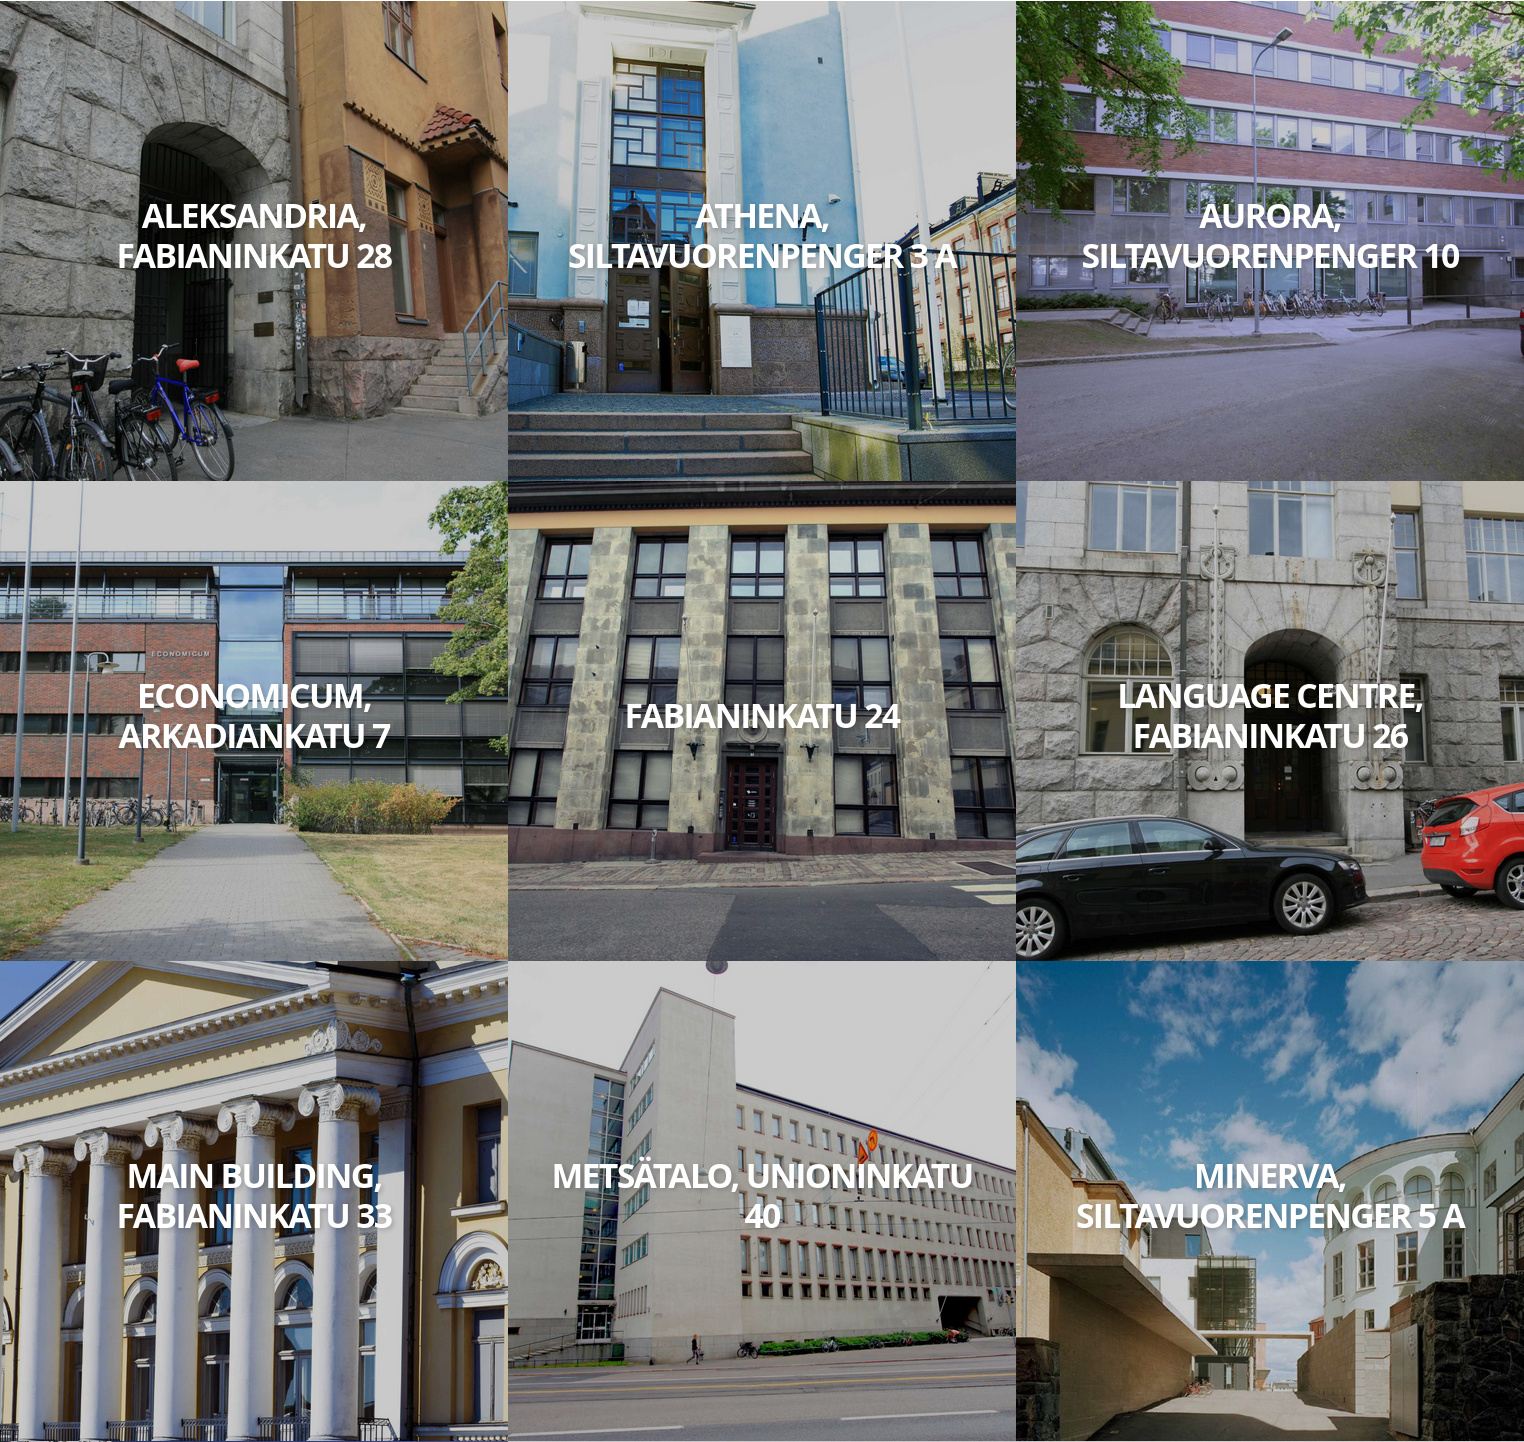 ALEKSANDRIA,
FABIANINKATU 28
ATHENA,
SILTAVUORENPENGER 3 A
AURORA,
SILTAVUORENPENGER 10
ECONOMICUM
ECONOMICUM,
ARKADIANKATU 7
FABIANINKATU 24
LANGUAGE CENTRE,
FABIANINKATU 26
MAIN BUILDING,
FABIANINKATU 33
METSÄTALO, UNIONINKATU
40
MINERVA,
SILTAVUORENPENGER 5 A